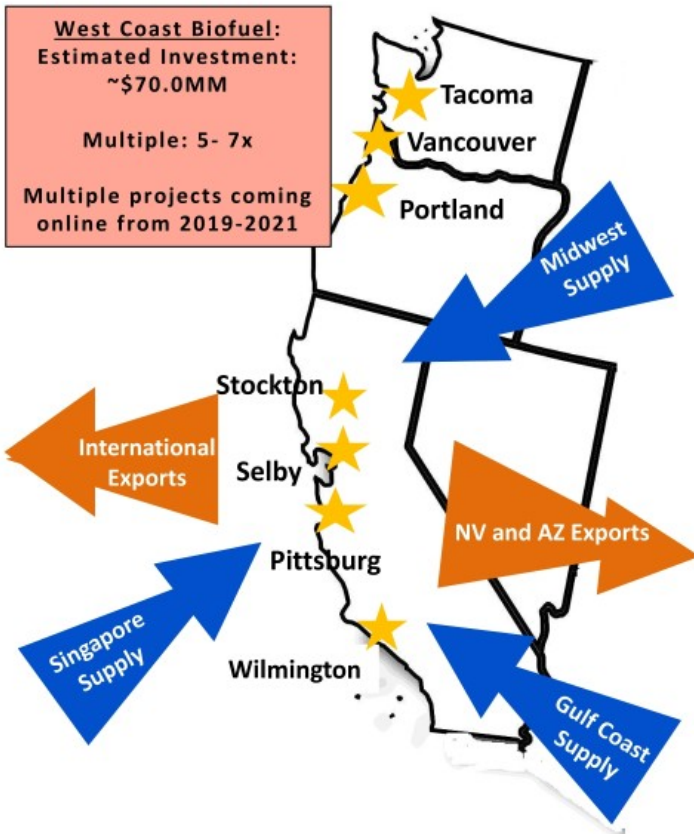 West Coast Biofuel:
Estimated Investment:
~$70.0MM
Multiple: 5- 7x
Multiple projects coming
online from 2019-2021
Tacoma
Vancouver
Portland
Midwest
Supply
Stockton
International
Exports
Selby
NV and AZ Exports
Pittsburg
Singapore
Supply
Wilmington
Gulf Coast
Supply